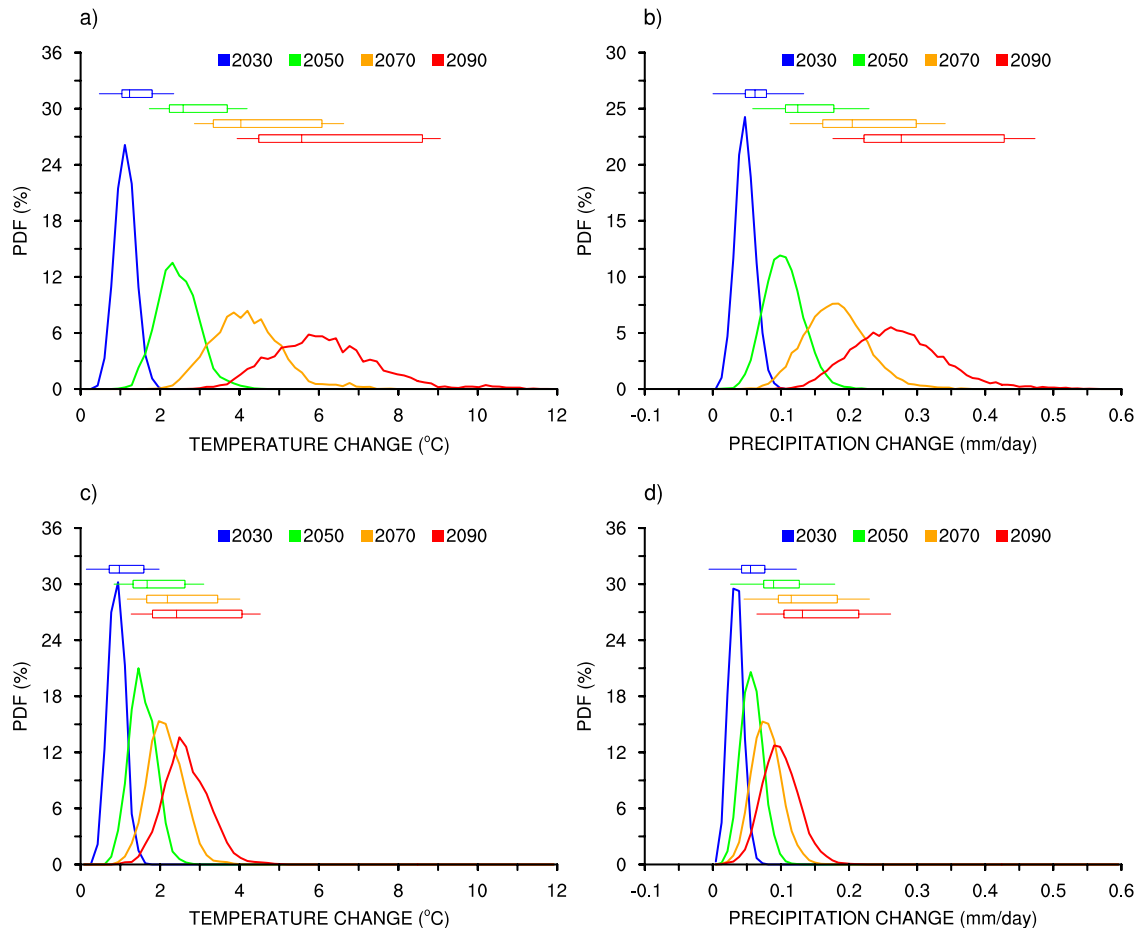 a)
2030 2050 2070 2090
36
30
24
18
12
6
0
PDF (%)
0 2 4 6 8 10 12
TEMPERATURE CHANGE (°C)
b)
2030 2050 2070 2090
30
25
20
15
10
5
0
PDF (%)
-0.1 0 0.1 0.2 0.3 0.4 0.5 0.6
PRECIPITATION CHANGE (mm/day)
c)
2030 2050 2070 2090
36
30
24
18
12
6
0
PDF (%)
0 2 4 6 8 10 12
TEMPERATURE CHANGE (°C)
d)
2030 2050 2070 2090
36
30
24
18
12
6
0
PDF (%)
-0.1 0 0.1 0.2 0.3 0.4 0.5 0.6
PRECIPITATION CHANGE (mm/day)